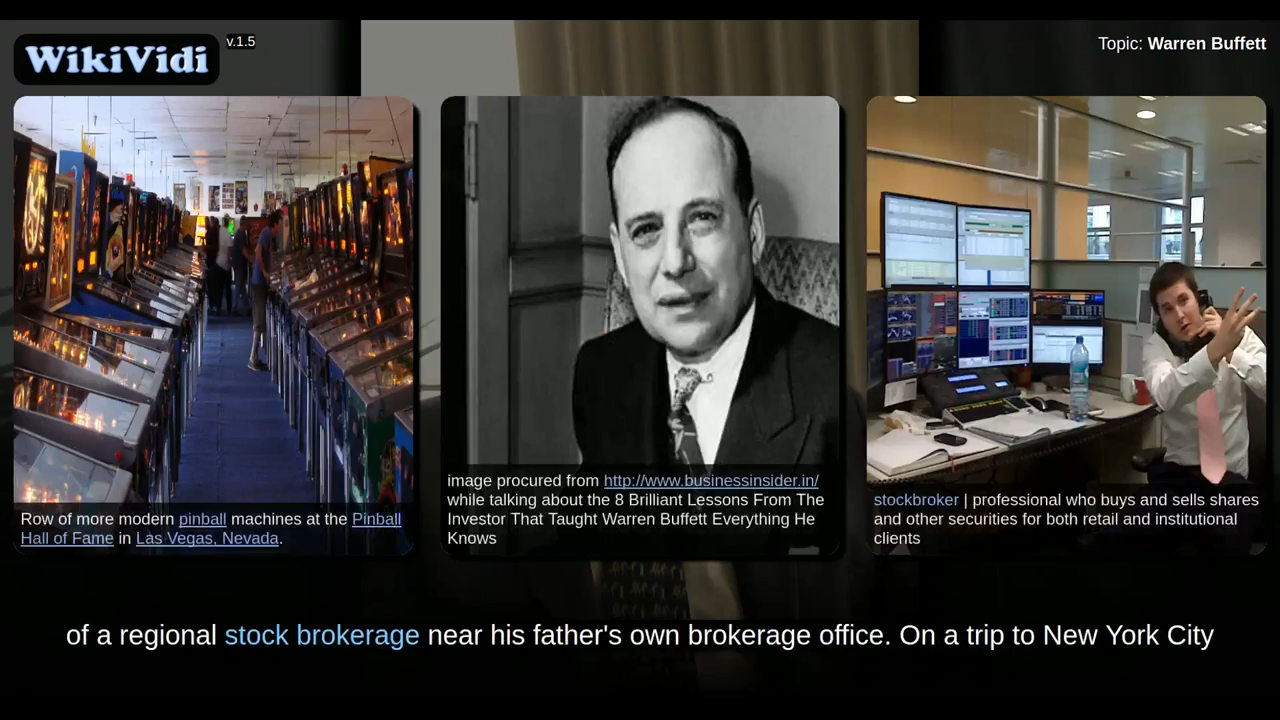 WikiVidi
v.1.5
Topic: Warren Buffett
Row of more modern pinball machines at the Pinball
Hall of Fame in Las Vegas, Nevada.
image procured from http://www.businessinsider.in/
while talking about the 8 Brilliant Lessons From The
Investor That Taught Warren Buffett Everything He
Knows
stockbroker | professional who buys and sells shares
and other securities for both retail and institutional
clients
of a regional stock brokerage near his father's own brokerage office. On a trip to New York City